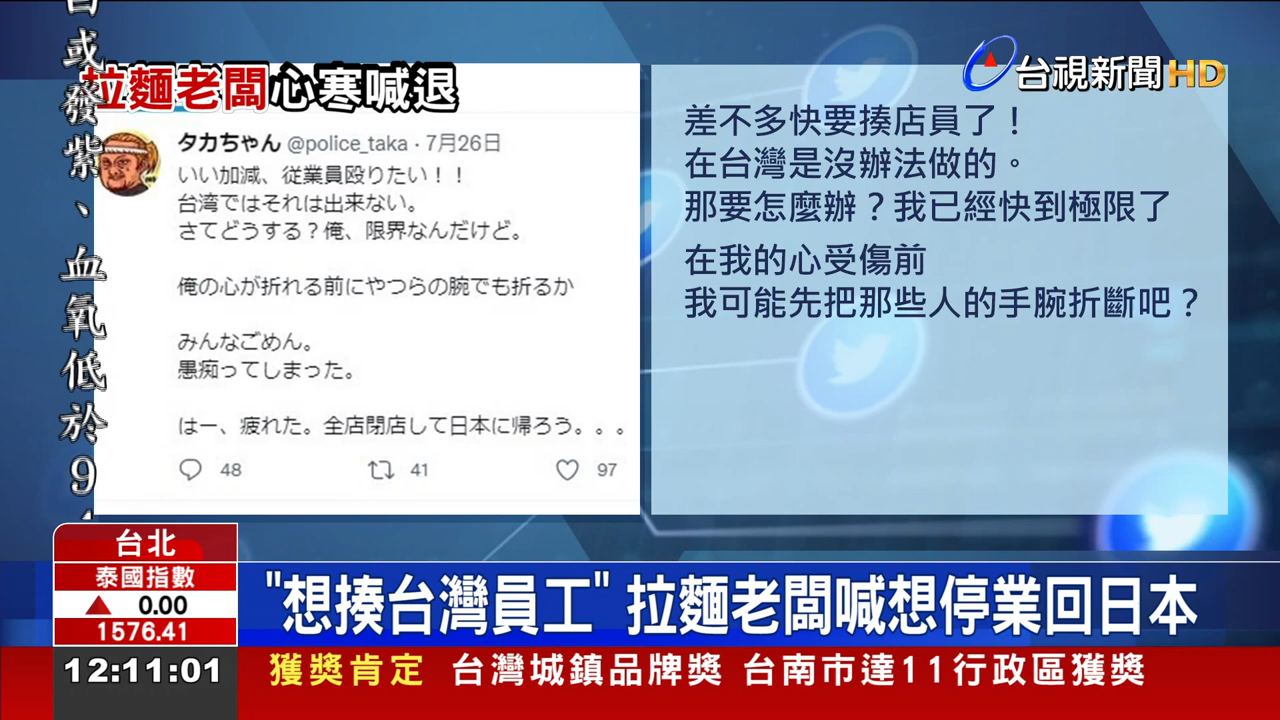 拉麵老闆心寒喊退
台視新聞HD
白或發紫、血氧低於9
タカちゃん @police_taka · 7月26日
いい加減、従業員殴りたい！！
台湾ではそれは出来ない。
さてどうする？俺、限界なんだけど。
俺の心が折れる前にやつらの腕でも折るか
みんなごめん。
愚痴ってしまった。
はー、疲れた。全店閉店して日本に帰ろう。。。
48 41 97
差不多快要揍店員了！
在台灣是沒辦法做的。
那要怎麼辦？我已經快到極限了
在我的心受傷前
我可能先把那些人的手腕折斷吧？
台北
泰國指數
▲ 0.00
1576.41
12:11:01
"想揍台灣員工" 拉麵老闆喊想停業回日本
獲獎肯定 台灣城鎮品牌獎 台南市達11行政區獲獎